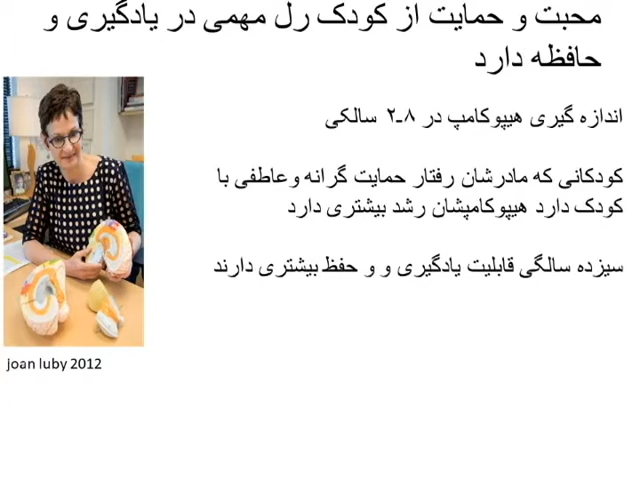 محبت و حمایت از کودک رل مهمی در یادگیری و
حافظه دارد
اندازه گیری هیپوکامپ در ۸-۲ سالکی
کودکانی که مادرشان رفتار حمایت گرانه وعاطفی با
کودک دارد هیپوکامپشان رشد بیشتری دارد
سیزده سالگی قابلیت یادگیری و و حفظ بیشتری دارند
joan luby 2012